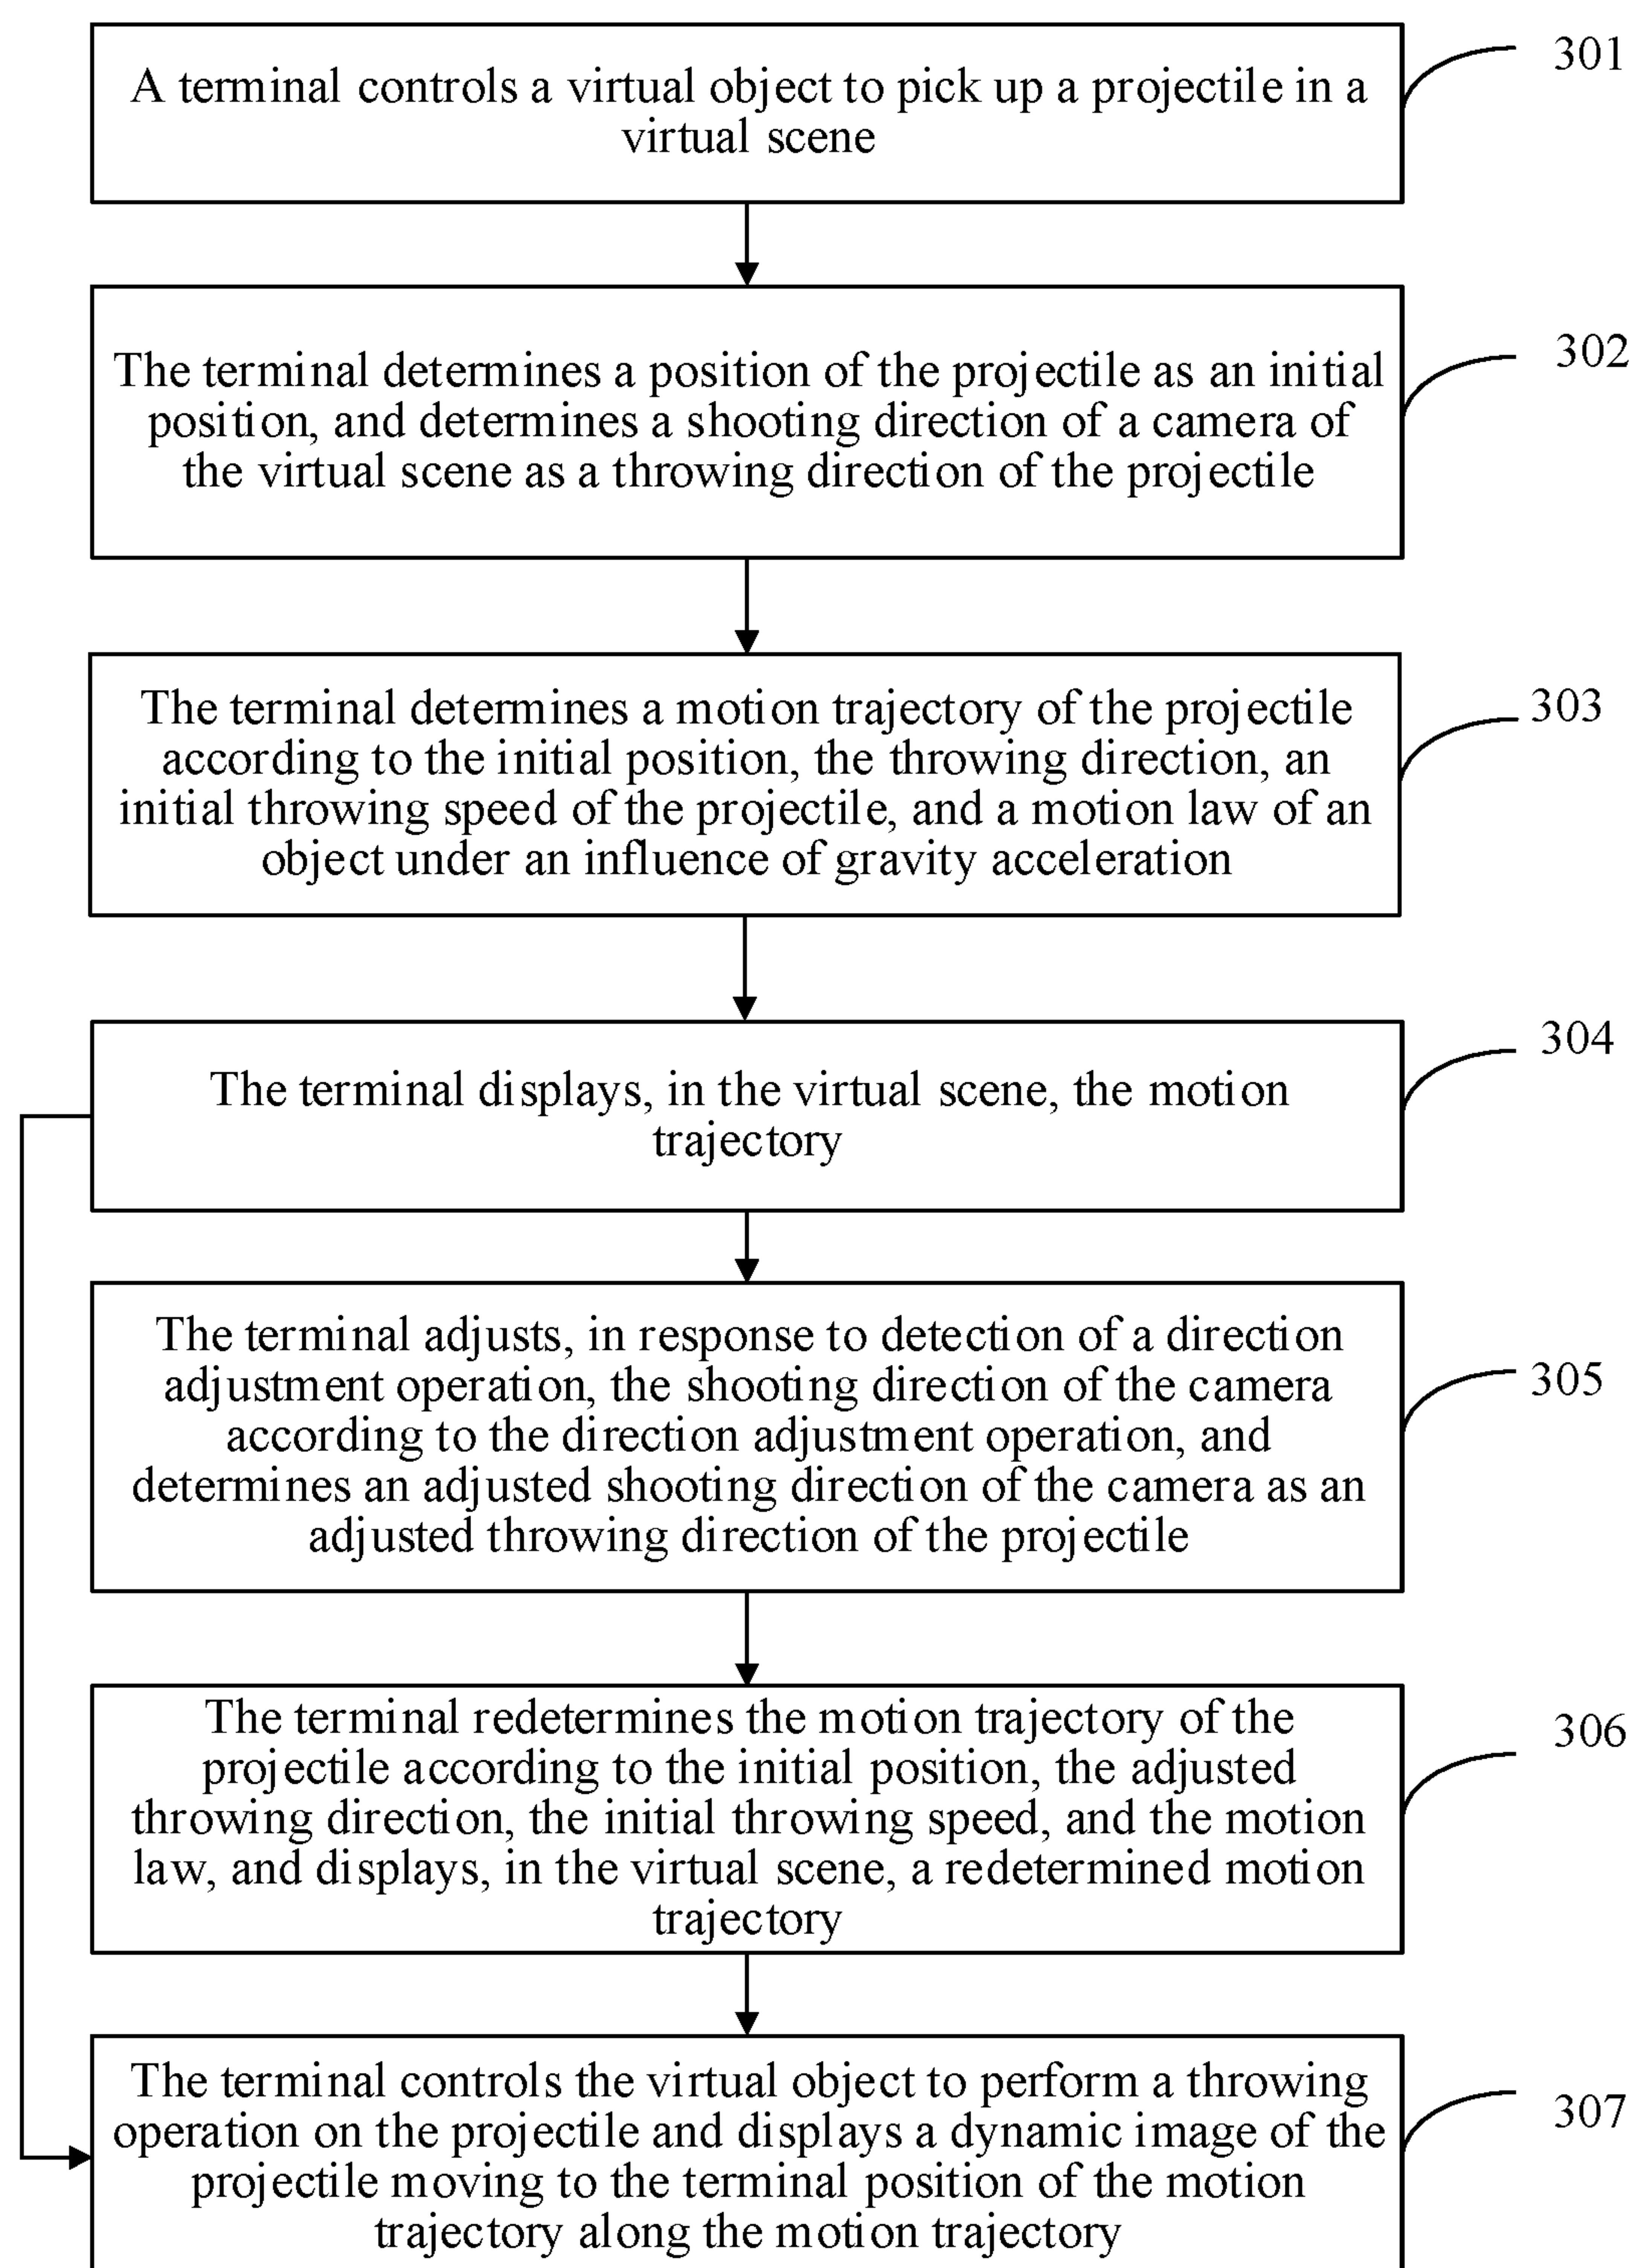 A terminal controls a virtual object to pick up a projectile in a
virtual scene
301
The terminal determines a position of the projectile as an initial
position, and determines a shooting direction of a camera of
the virtual scene as a throwing direction of the projectile
302
The terminal determines a motion trajectory of the projectile
according to the initial position, the throwing direction, an
initial throwing speed of the projectile, and a motion law of an
object under an influence of gravity acceleration
303
The terminal displays, in the virtual scene, the motion
trajectory
304
The terminal adjusts, in response to detection of a direction
adjustment operation, the shooting direction of the camera
according to the direction adjustment operation, and
determines an adjusted shooting direction of the camera as an
adjusted throwing direction of the projectile
305
The terminal redetermines the motion trajectory of the
projectile according to the initial position, the adjusted
throwing direction, the initial throwing speed, and the motion
law, and displays, in the virtual scene, a redetermined motion
trajectory
306
The terminal controls the virtual object to perform a throwing
operation on the projectile and displays a dynamic image of the
projectile moving to the terminal position of the motion
trajectory along the motion trajectory
307